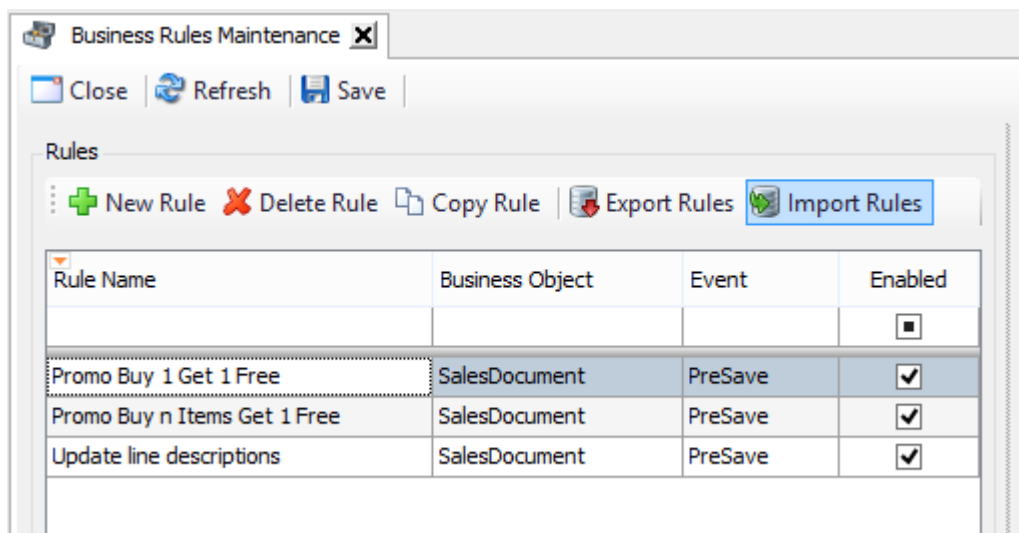 Business Rules Maintenance
Close Refresh Save
Rules
New Rule Delete Rule Copy Rule Export Rules Import Rules
Rule Name Business Object Event Enabled
Promo Buy 1 Get 1 Free SalesDocument PreSave
Promo Buy n Items Get 1 Free SalesDocument PreSave
Update line descriptions SalesDocument PreSave